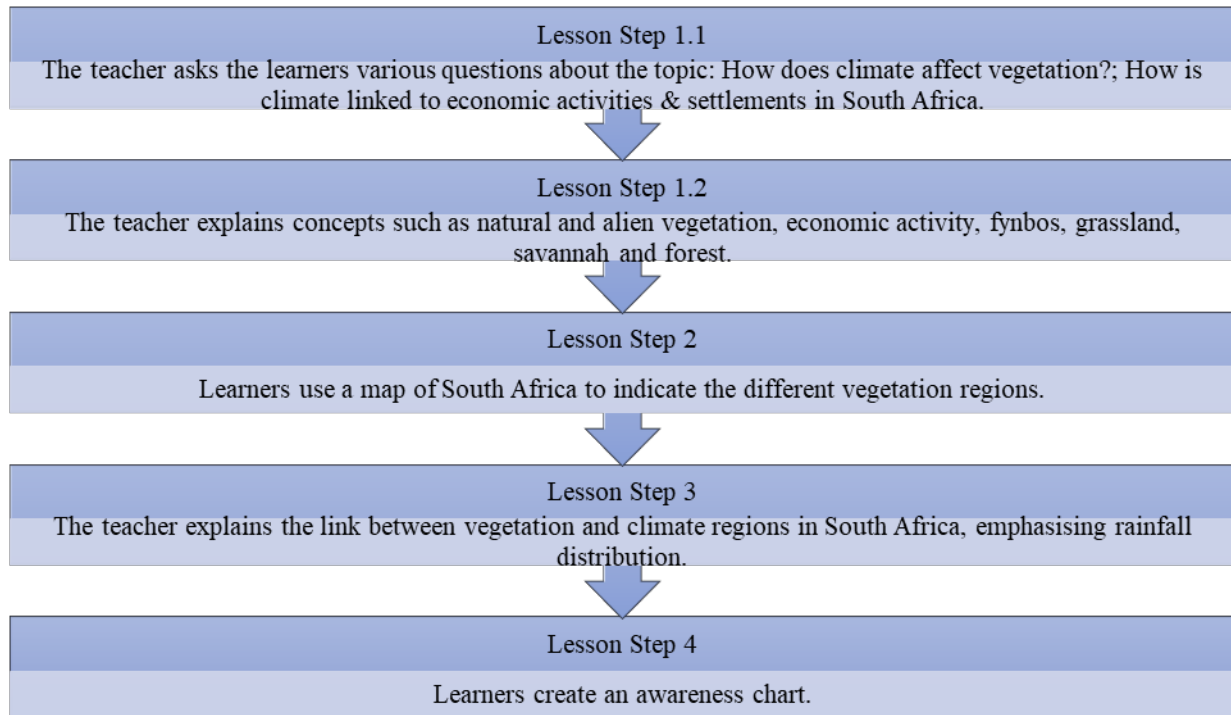 Lesson Step 1.1
The teacher asks the learners various questions about the topic: How does climate affect vegetation?; How is
climate linked to economic activities & settlements in South Africa.
Lesson Step 1.2
The teacher explains concepts such as natural and alien vegetation, economic activity, fynbos, grassland,
savannah and forest.
Lesson Step 2
Learners use a map of South Africa to indicate the different vegetation regions.
Lesson Step 3
The teacher explains the link between vegetation and climate regions in South Africa, emphasising rainfall
distribution.
Lesson Step 4
Learners create an awareness chart.